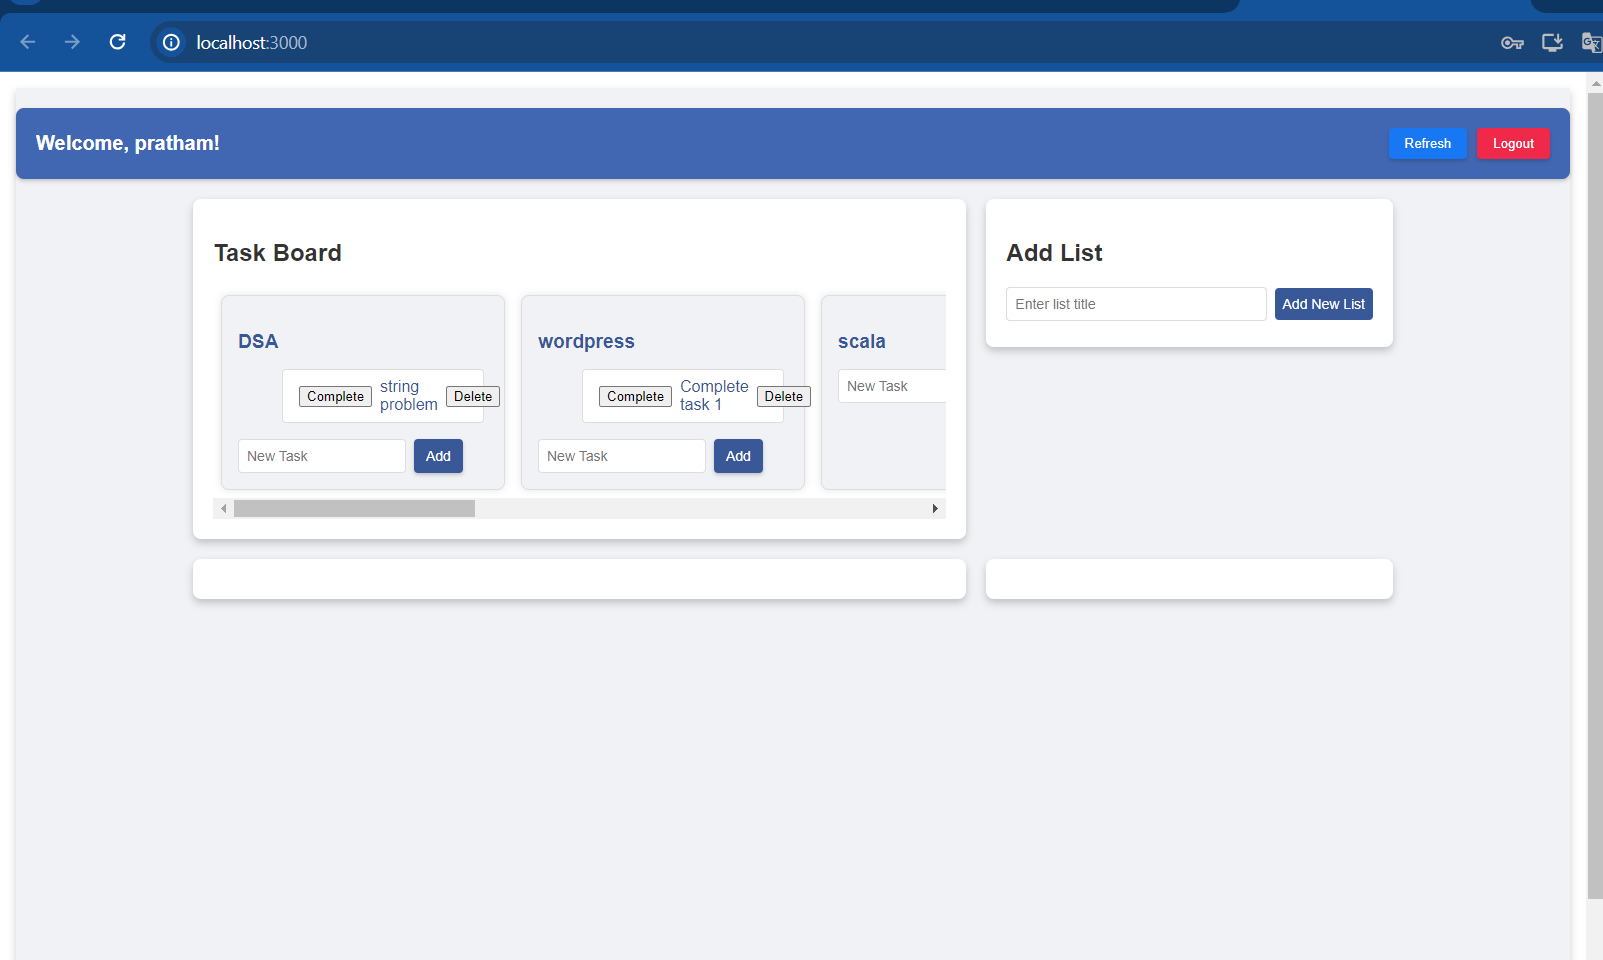 localhost:3000
Welcome, pratham!
Refresh
Logout
Task Board
DSA
Complete
string
problem
Delete
New Task
Add
wordpress
Complete
Complete
task 1
Delete
New Task
Add
scala
New Task
Add List
Enter list title
Add New List